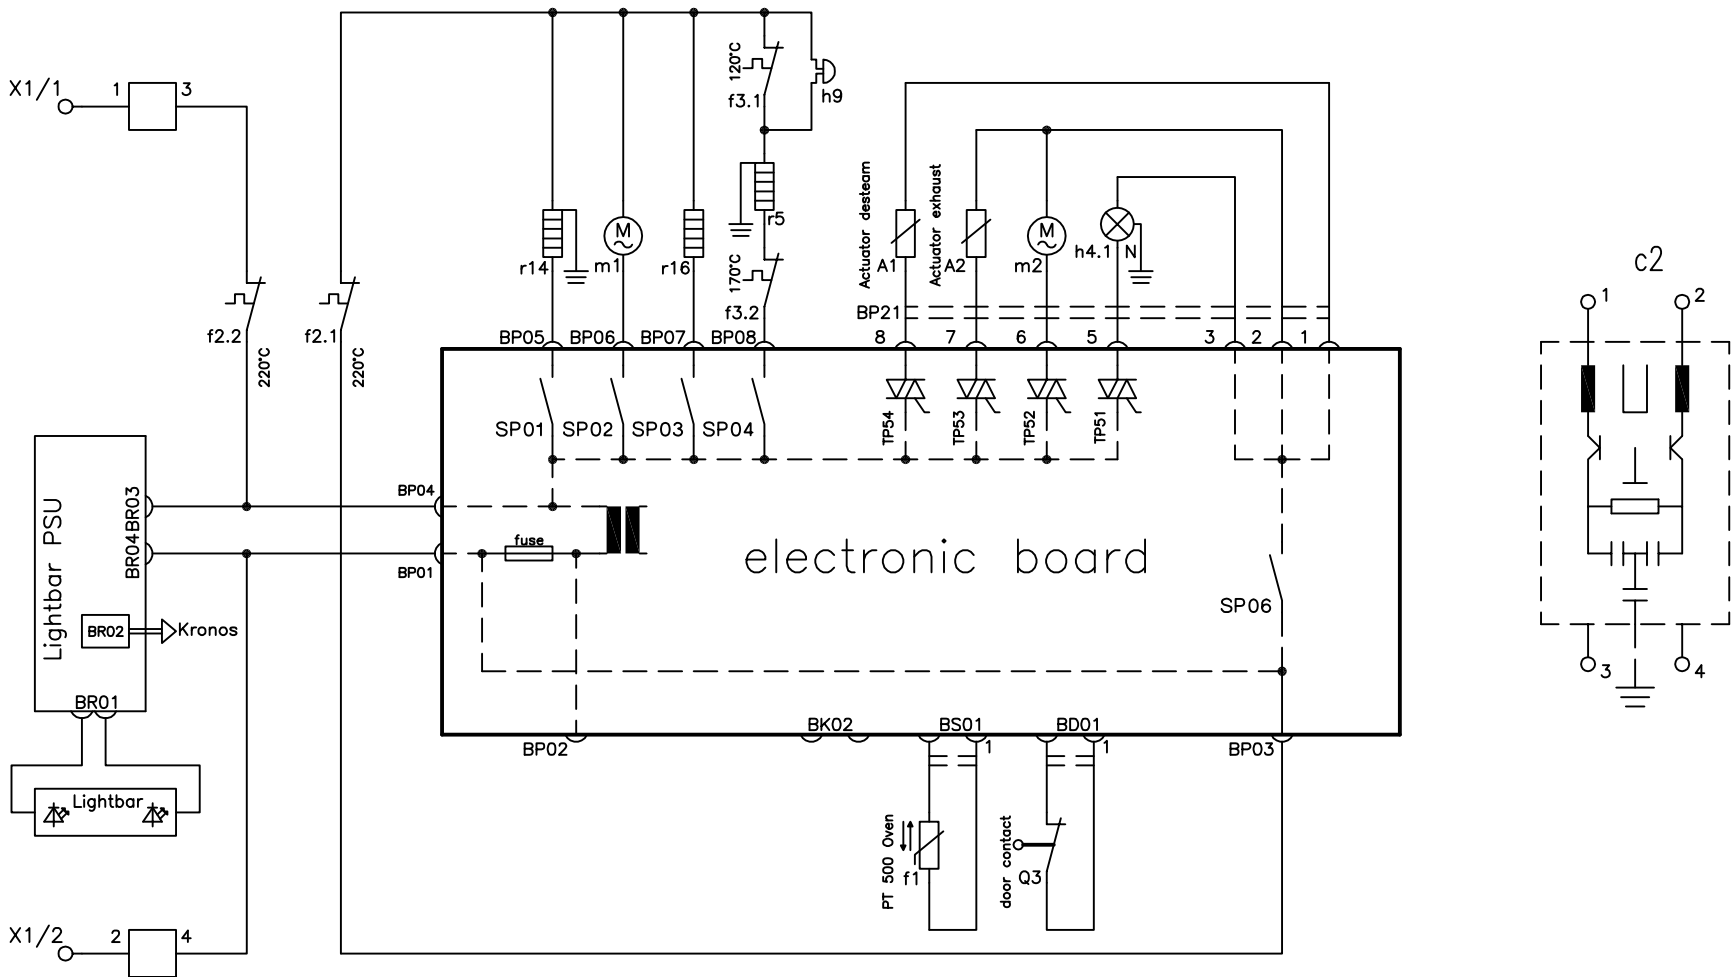 X1/1
1
3
120°C
f3.1
h9
r5
170°C
f3.2
r14
m1
r16
Actuator desteam
A1
Actuator exhaust
A2
m2
h4.1
N
BP21
f2.2
220°C
f2.1
220°C
BP05
BP06
BP07
BP08
8
7
6
5
3
2
1
SP01
SP02
SP03
SP04
TP54
TP53
TP52
TP51
BP04
BP01
fuse
electronic board
SP06
Lightbar PSU
BR03
BR04
BR02
Kronos
BR01
Lightbar
BP02
BK02
BS01
1
BD01
1
BP03
PT 500 Oven
f1
door contact
Q3
X1/2
2
4
c2
1
2
3
4